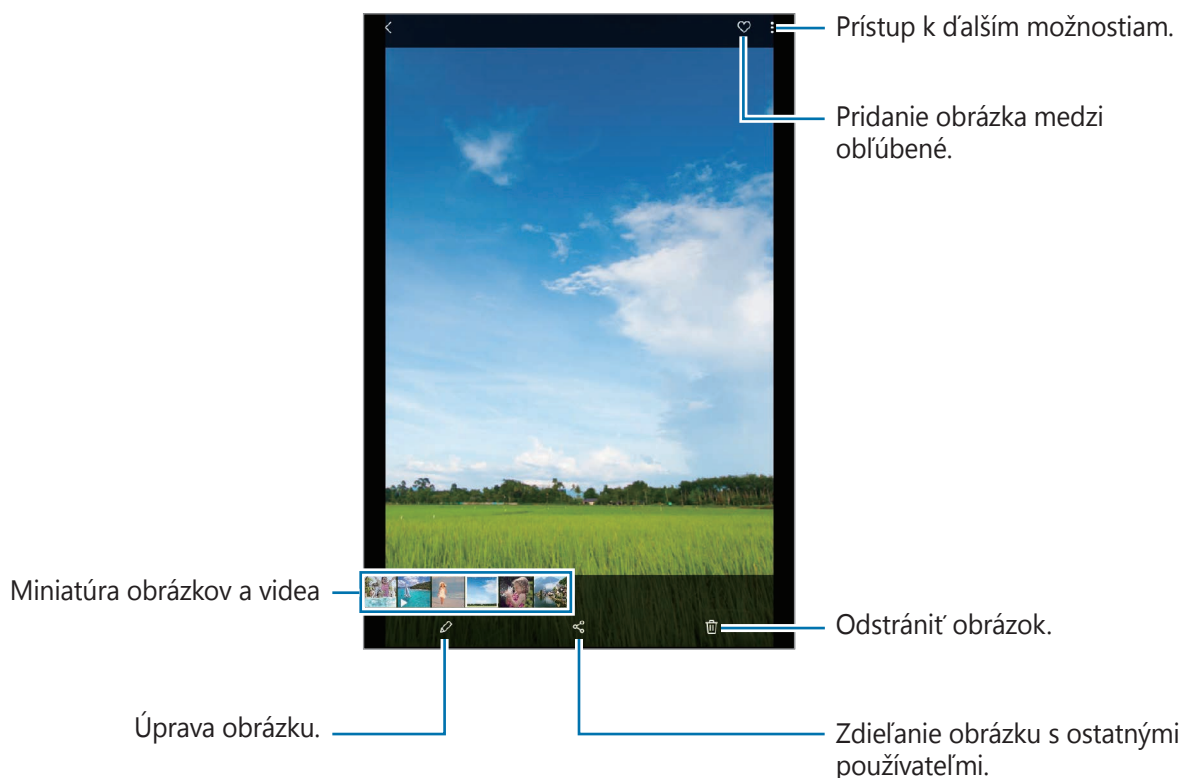 Prístup k ďalším možnostiam.
Pridanie obrázka medzi
obľúbené.
Miniatúra obrázkov a videa
Odstrániť obrázok.
Úprava obrázku.
Zdieľanie obrázku s ostatnými
používateľmi.